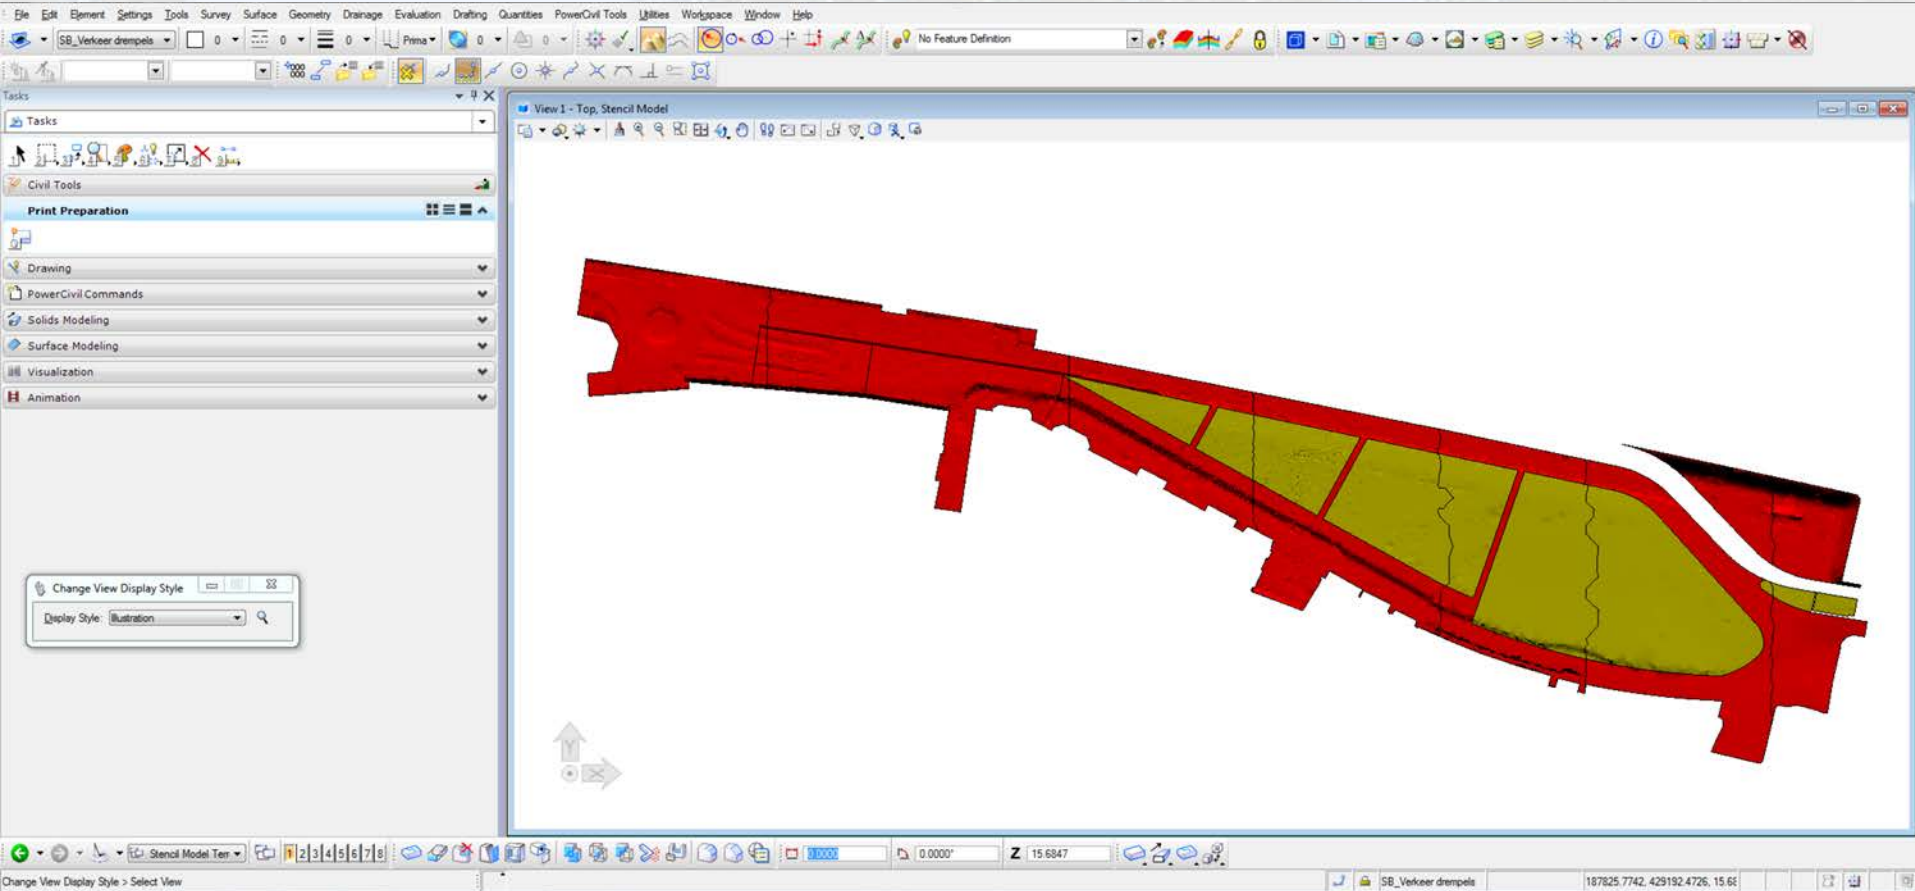 File Edit Element Settings Tools Survey Surface Geometry Drainage Evaluation Drafting Quantities PowerCivil Tools Utilities Workspace Window Help
SB_Verkeer drempels 0 0 0 Prima 0 0 No Feature Definition
Tasks
Tasks
View 1 - Top, Stencil Model
Civil Tools
Print Preparation
Drawing
PowerCivil Commands
Solids Modeling
Surface Modeling
Visualization
Animation
Change View Display Style
Display Style: Illustration
Y
X
Stencil Model Terr 1 2 3 4 5 6 7 8 0.0000 0.0000° Z 15.6847
Change View Display Style > Select View SB_Verkeer drempels 187825.7742, 429192.4726, 15.68